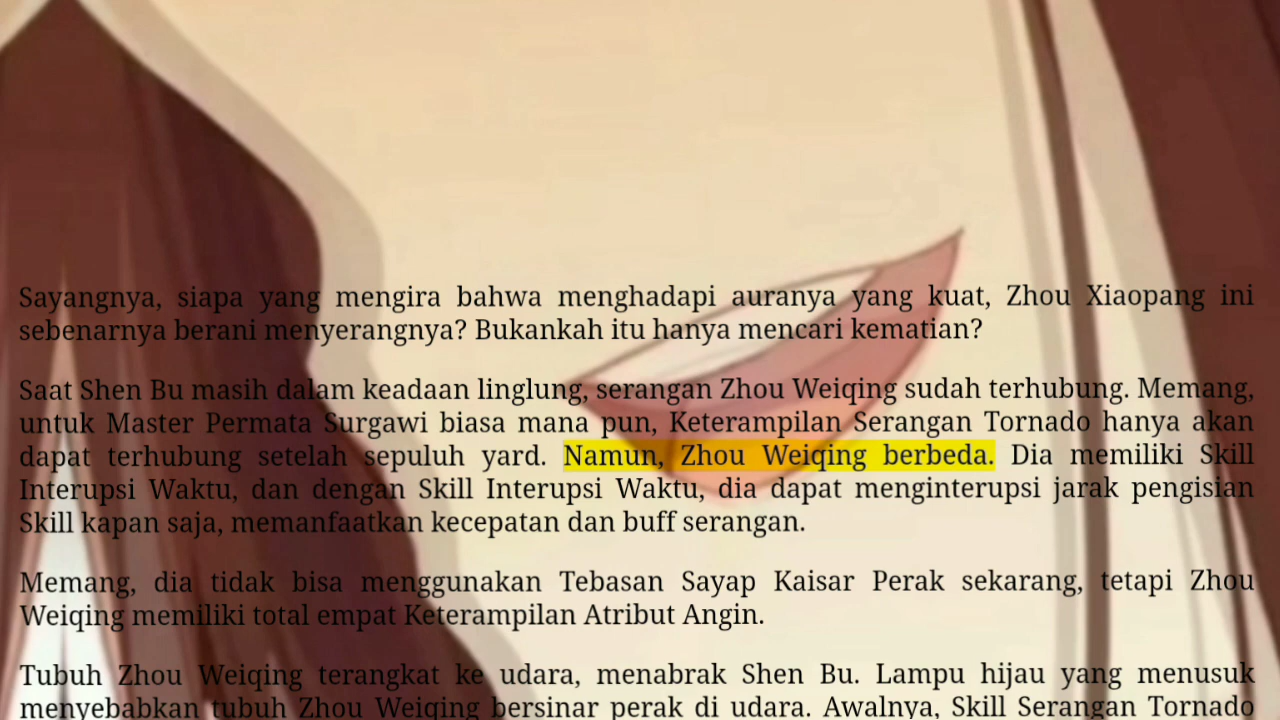 Sayangnya, siapa yang mengira bahwa menghadapi auranya yang kuat, Zhou Xiaopang ini
sebenarnya berani menyerangnya? Bukankah itu hanya mencari kematian?
Saat Shen Bu masih dalam keadaan linglung, serangan Zhou Weiqing sudah terhubung. Memang,
untuk Master Permata Surgawi biasa mana pun, Keterampilan Serangan Tornado hanya akan
dapat terhubung setelah sepuluh yard. Namun, Zhou Weiqing berbeda. Dia memiliki Skill
Interupsi Waktu, dan dengan Skill Interupsi Waktu, dia dapat menginterupsi jarak pengisian
Skill kapan saja, memanfaatkan kecepatan dan buff serangan.
Memang, dia tidak bisa menggunakan Tebasan Sayap Kaisar Perak sekarang, tetapi Zhou
Weiqing memiliki total empat Keterampilan Atribut Angin.
Tubuh Zhou Weiqing terangkat ke udara, menabrak Shen Bu. Lampu hijau yang menusuk
menyebabkan tubuh Zhou Weiqing bersinar perak di udara. Awalnya, Skill Serangan Tornado